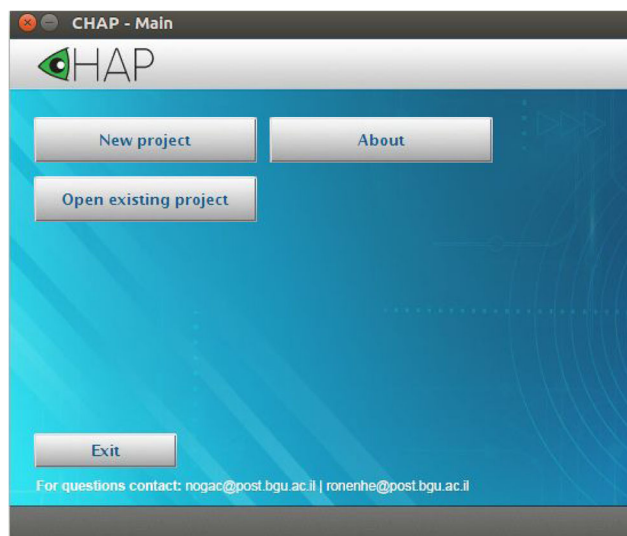 CHAP - Main
CHAP
New project
About
Open existing project
Exit
For questions contact: nogac@post.bgu.ac.il | ronenhe@post.bgu.ac.il